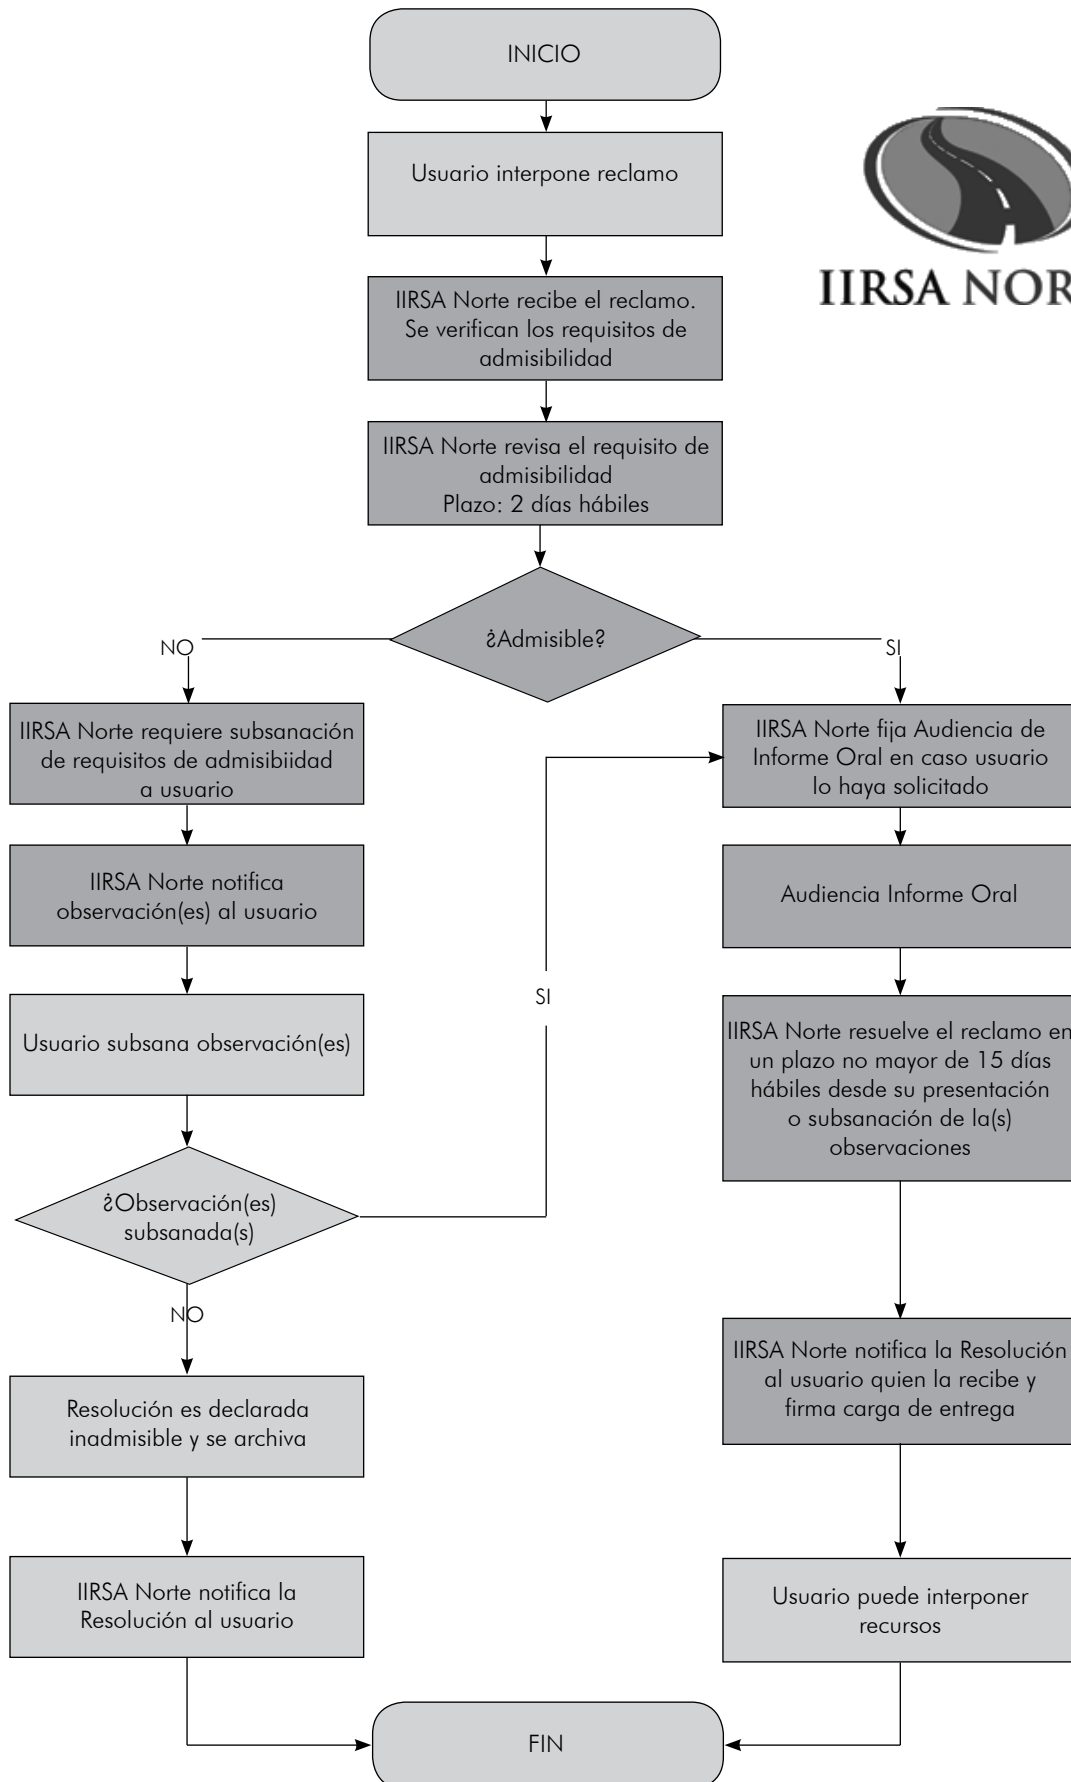 INICIO
Usuario interpone reclamo
IIRSA NOR
IIRSA Norte recibe el reclamo.
Se verifican los requisitos de
admisibilidad
IIRSA Norte revisa el requisito de
admisibilidad
Plazo: 2 días hábiles
¿Admisible?
NO
SI
IIRSA Norte requiere subsanación
de requisitos de admisibiidad
a usuario
IIRSA Norte notifica
observación(es) al usuario
Usuario subsana observación(es)
¿Observación(es)
subsanada(s)
SI
NO
Resolución es declarada
inadmisible y se archiva
IIRSA Norte notifica la
Resolución al usuario
IIRSA Norte fija Audiencia de
Informe Oral en caso usuario
lo haya solicitado
Audiencia Informe Oral
IIRSA Norte resuelve el reclamo en
un plazo no mayor de 15 días
hábiles desde su presentación
o subsanación de la(s)
observaciones
IIRSA Norte notifica la Resolución
al usuario quien la recibe y
firma carga de entrega
Usuario puede interponer
recursos
FIN